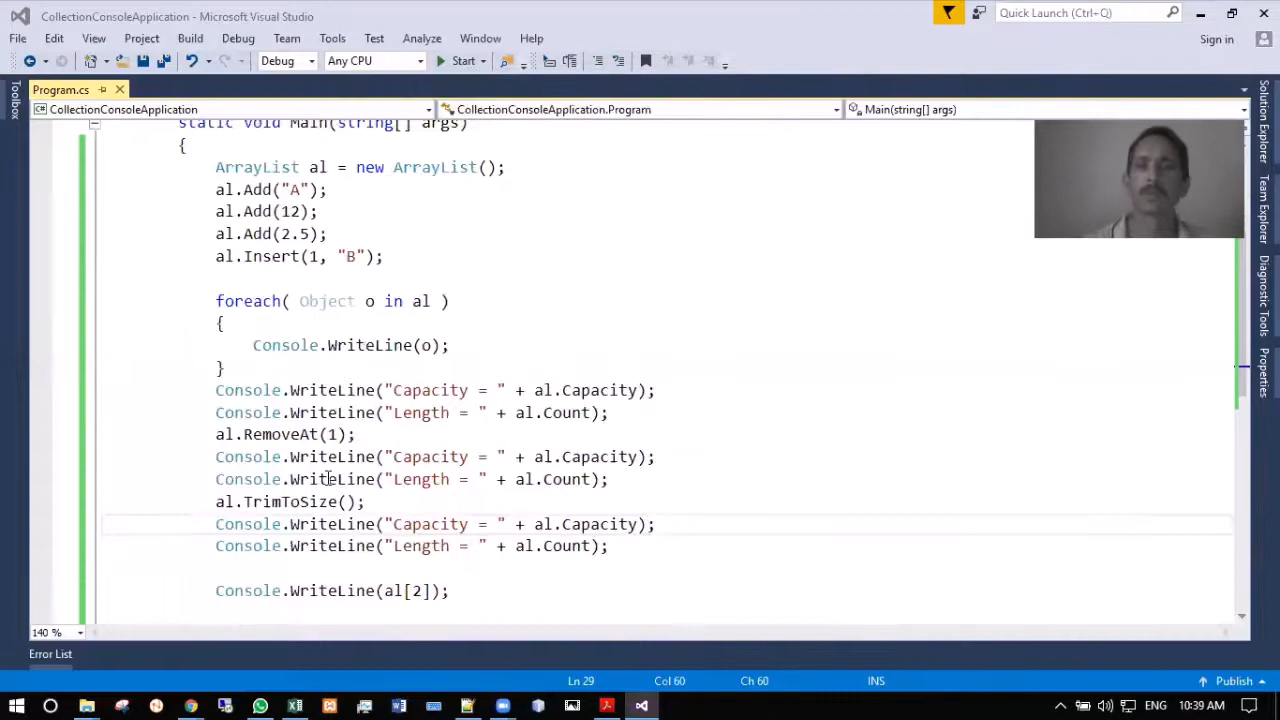 CollectionConsoleApplication - Microsoft Visual Studio
Quick Launch (Ctrl+Q)
File Edit View Project Build Debug Team Tools Test Analyze Window Help
Sign in
Debug Any CPU Start
Program.cs
CollectionConsoleApplication CollectionConsoleApplication.Program Main(string[] args)
Toolbox
Solution Explorer
Team Explorer
Diagnostic Tools
Properties
static void Main(string[] args)
{
ArrayList al = new ArrayList();
al.Add("A");
al.Add(12);
al.Add(2.5);
al.Insert(1, "B");
foreach( Object o in al )
{
Console.WriteLine(o);
}
Console.WriteLine("Capacity = " + al.Capacity);
Console.WriteLine("Length = " + al.Count);
al.RemoveAt(1);
Console.WriteLine("Capacity = " + al.Capacity);
Console.WriteLine("Length = " + al.Count);
al.TrimToSize();
Console.WriteLine("Capacity = " + al.Capacity);
Console.WriteLine("Length = " + al.Count);
Console.WriteLine(al[2]);
140 %
Error List
Ln 29 Col 60 Ch 60 INS Publish
ENG 10:39 AM